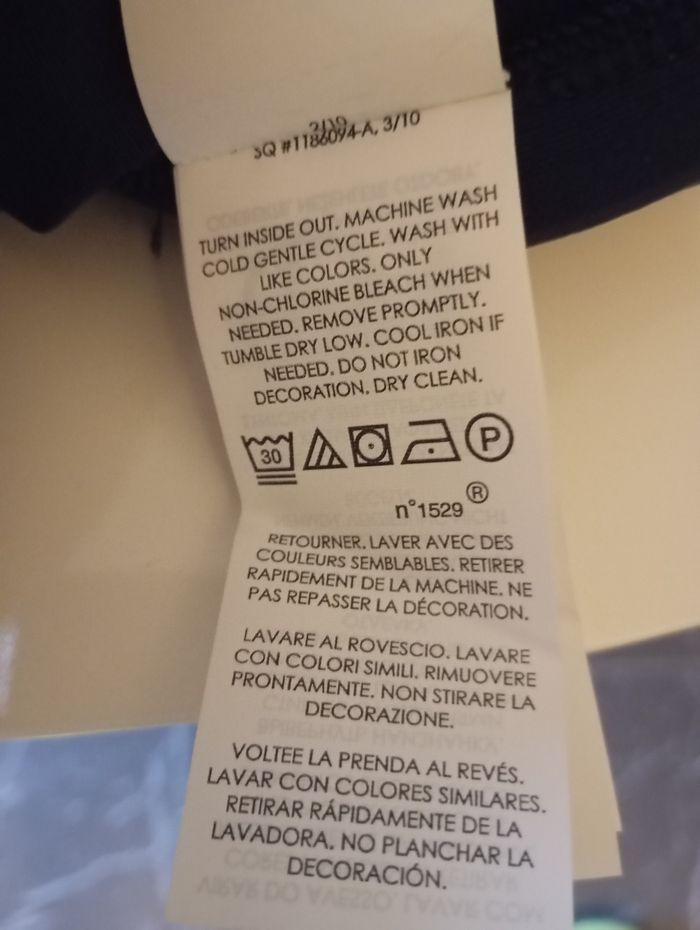 SQ #1186094-A, 3/10
TURN INSIDE OUT. MACHINE WASH
COLD GENTLE CYCLE. WASH WITH
LIKE COLORS. ONLY
NON-CHLORINE BLEACH WHEN
NEEDED. REMOVE PROMPTLY.
TUMBLE DRY LOW. COOL IRON IF
NEEDED. DO NOT IRON
DECORATION. DRY CLEAN.
30 P
n°1529 ®
RETOURNER. LAVER AVEC DES
COULEURS SEMBLABLES. RETIRER
RAPIDEMENT DE LA MACHINE. NE
PAS REPASSER LA DÉCORATION.
LAVARE AL ROVESCIO. LAVARE
CON COLORI SIMILI. RIMUOVERE
PRONTAMENTE. NON STIRARE LA
DECORAZIONE.
VOLTEE LA PRENDA AL REVÉS.
LAVAR CON COLORES SIMILARES.
RETIRAR RÁPIDAMENTE DE LA
LAVADORA. NO PLANCHAR LA
DECORACIÓN.